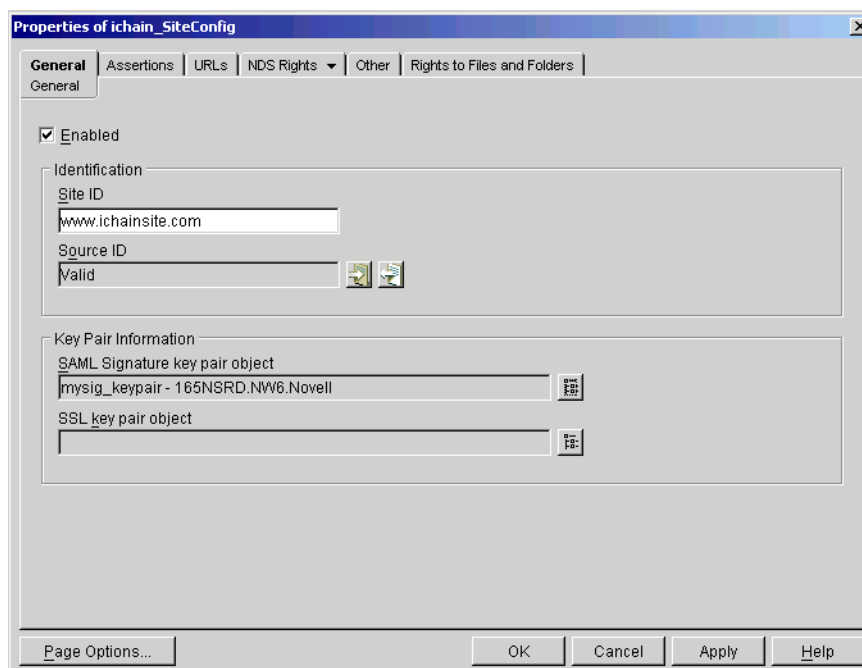 Properties of ichain_SiteConfig
General Assertions URLs NDS Rights Other Rights to Files and Folders
General
Enabled
Identification
Site ID
www.ichainsite.com
Source ID
Valid
Key Pair Information
SAML Signature key pair object
mysig_keypair - 165NSRD.NW6.Novell
SSL key pair object
Page Options... OK Cancel Apply Help